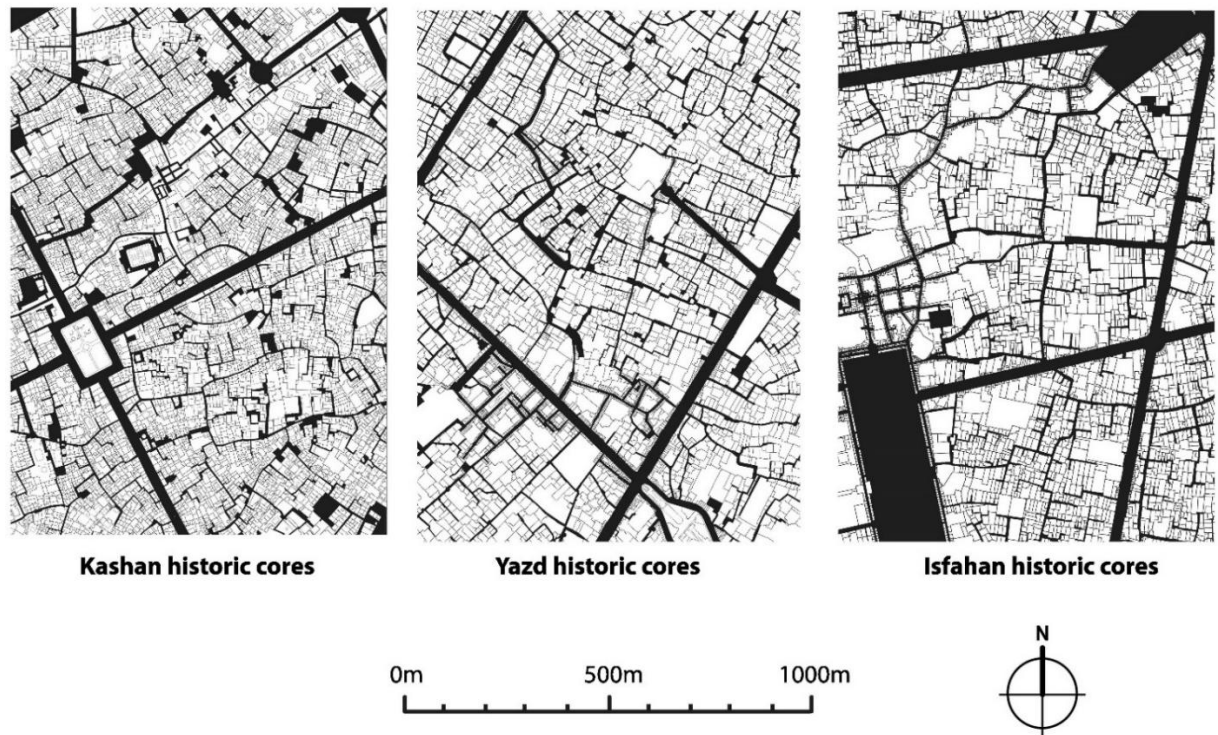 Kashan historic cores
Yazd historic cores
Isfahan historic cores
0m 500m 1000m
N